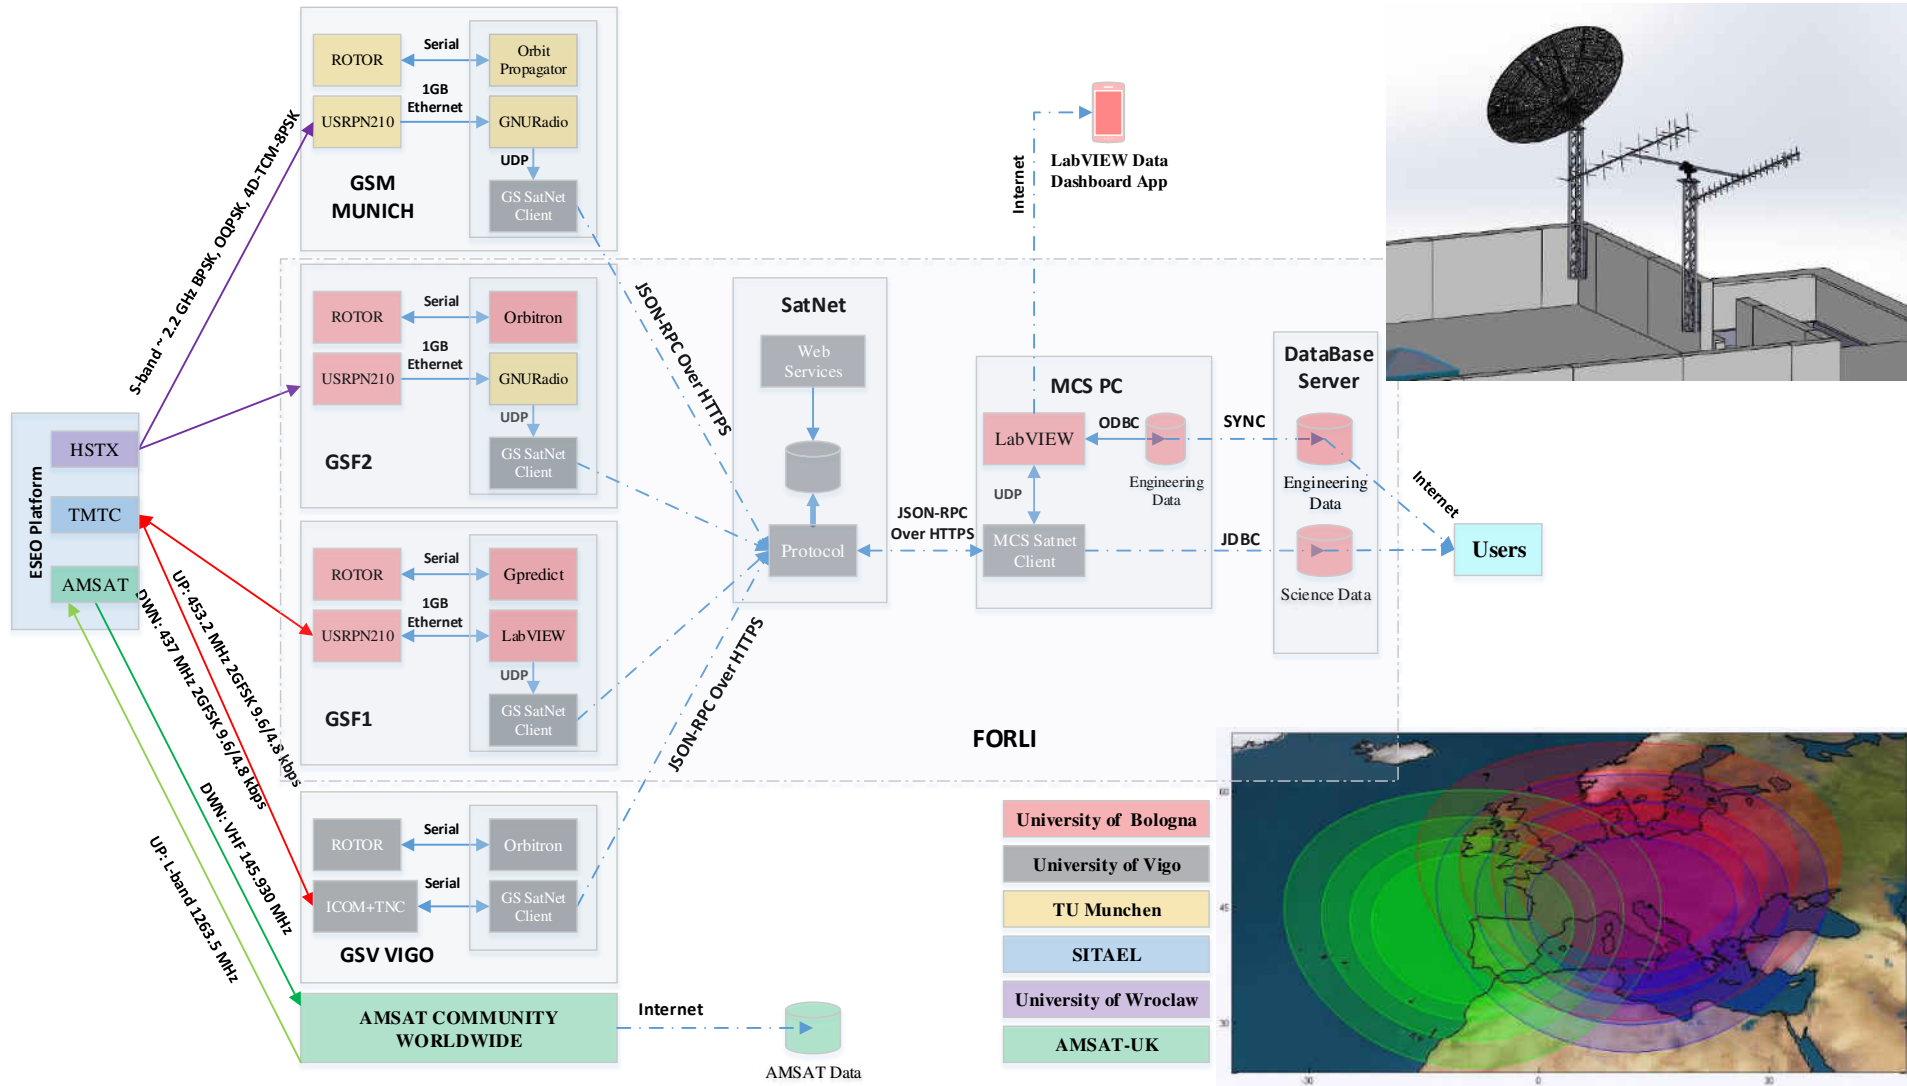 ROTOR
Serial
Orbit
Propagator
1GB
Ethernet
USRPN210
GNURadio
UDP
GSM
MUNICH
GS SatNet
Client
S-band ~ 2.2 GHz BPSK, OQPSK, 4D-TCM-8PSK
Internet
LabVIEW Data
Dashboard App
ROTOR
Serial
Orbitron
1GB
Ethernet
USRPN210
GNURadio
UDP
GSF2
GS SatNet
Client
JSON-RPC Over HTTPS
SatNet
Web
Services
Protocol
JSON-RPC
Over HTTPS
MCS PC
LabVIEW
ODBC
Engineering
Data
UDP
MCS Satnet
Client
SYNC
JDBC
DataBase
Server
Engineering
Data
Science Data
Internet
Users
ESEO Platform
HSTX
TMTC
AMSAT
ROTOR
Serial
Gpredict
1GB
Ethernet
USRPN210
LabVIEW
UDP
GSF1
GS SatNet
Client
JSON-RPC Over HTTPS
FORLI
UP: 453.2 MHz 2GFSK 9.6/4.8 kbps
DWN: 437 MHz 2GFSK 9.6/4.8 kbps
DWN: VHF 145.930 MHz
UP: L-band 1263.5 MHz
ROTOR
Serial
Orbitron
ICOM+TNC
Serial
GS SatNet
Client
GSV VIGO
AMSAT COMMUNITY
WORLDWIDE
Internet
AMSAT Data
University of Bologna
University of Vigo
TU Munchen
SITAEL
University of Wroclaw
AMSAT-UK
60
45
30
-30
0
30